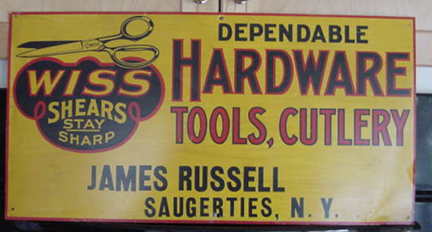 WISS
SHEARS
STAY
SHARP
DEPENDABLE
HARDWARE
TOOLS, CUTLERY
JAMES RUSSELL
SAUGERTIES, N. Y.